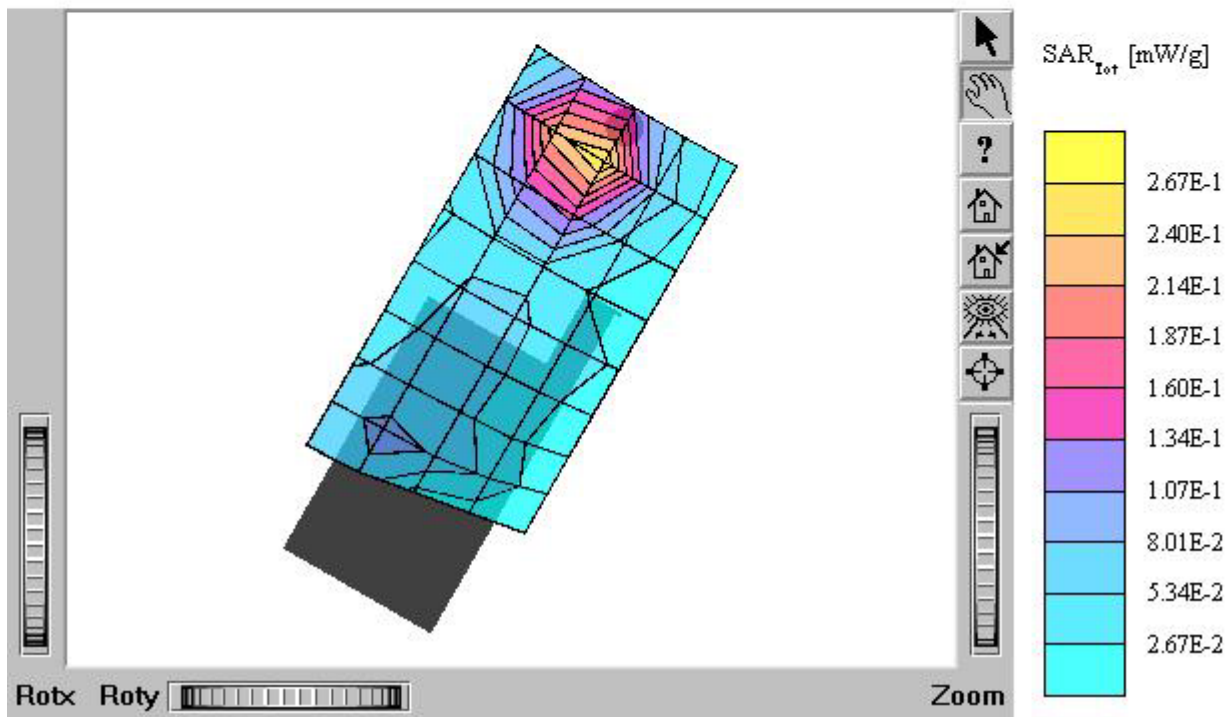 SAR_Tot [mW/g]
?
2.67E-1
2.40E-1
2.14E-1
1.87E-1
1.60E-1
1.34E-1
1.07E-1
8.01E-2
5.34E-2
2.67E-2
Rotx Roty Zoom